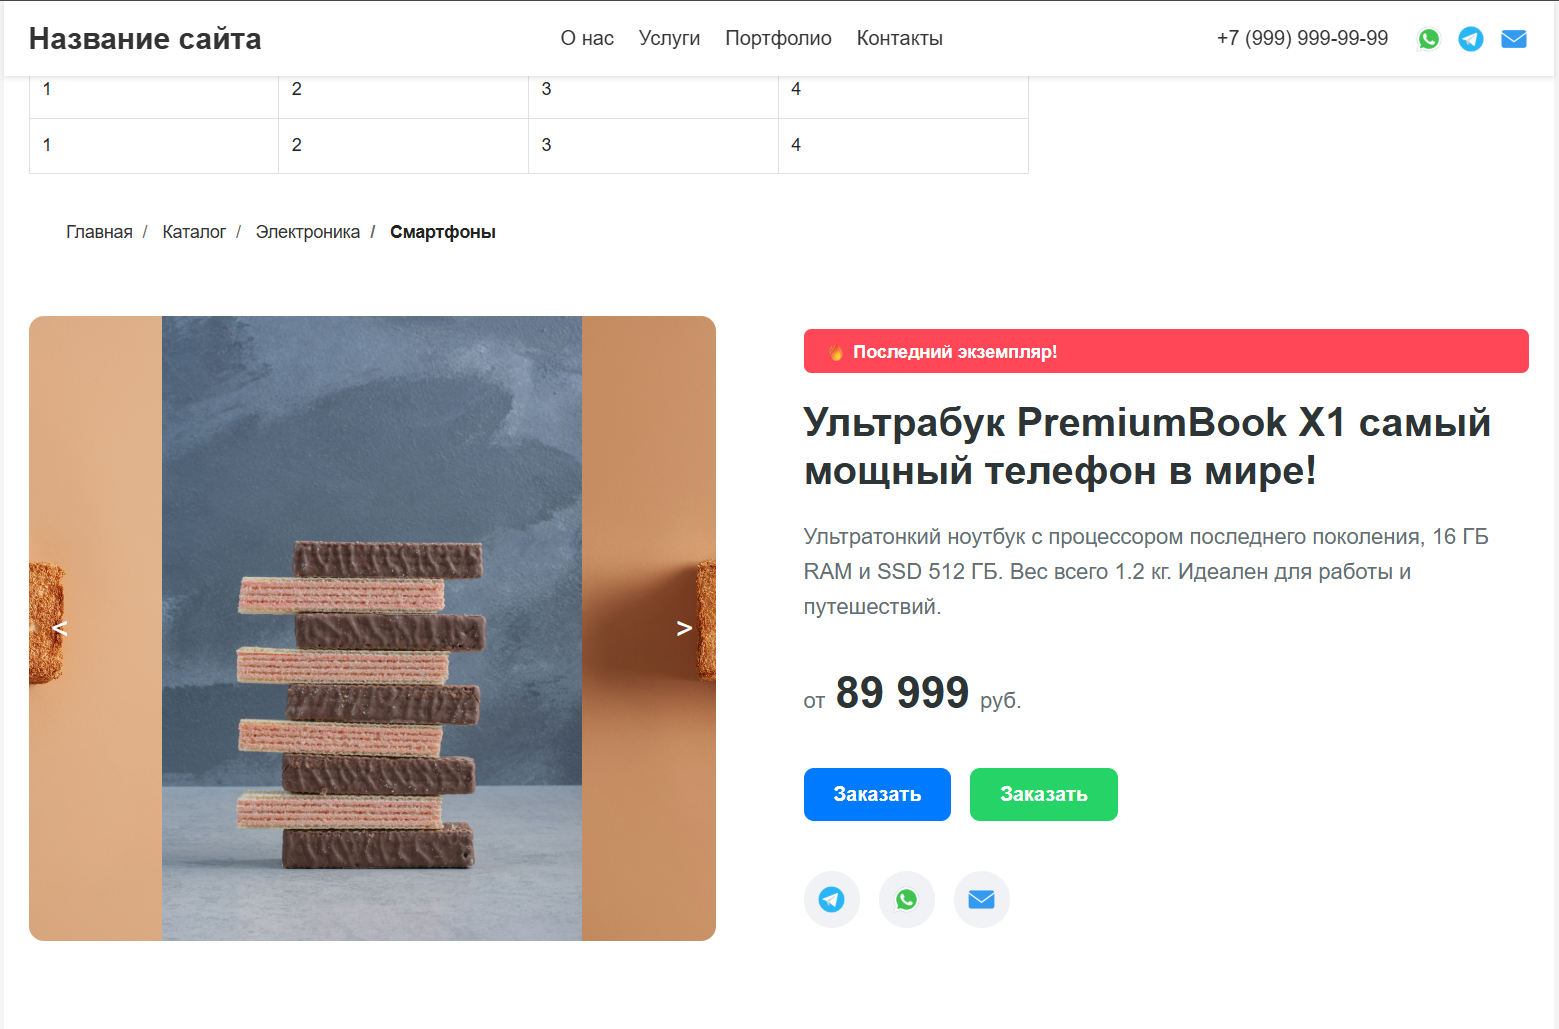 Название сайта
О нас Услуги Портфолио Контакты
+7 (999) 999-99-99
1 2 3 4
1 2 3 4
Главная / Каталог / Электроника / Смартфоны
Последний экземпляр!
Ультрабук PremiumBook X1 самый
мощный телефон в мире!
Ультратонкий ноутбук с процессором последнего поколения, 16 ГБ
RAM и SSD 512 ГБ. Вес всего 1.2 кг. Идеален для работы и
путешествий.
< >
от 89 999 руб.
Заказать Заказать